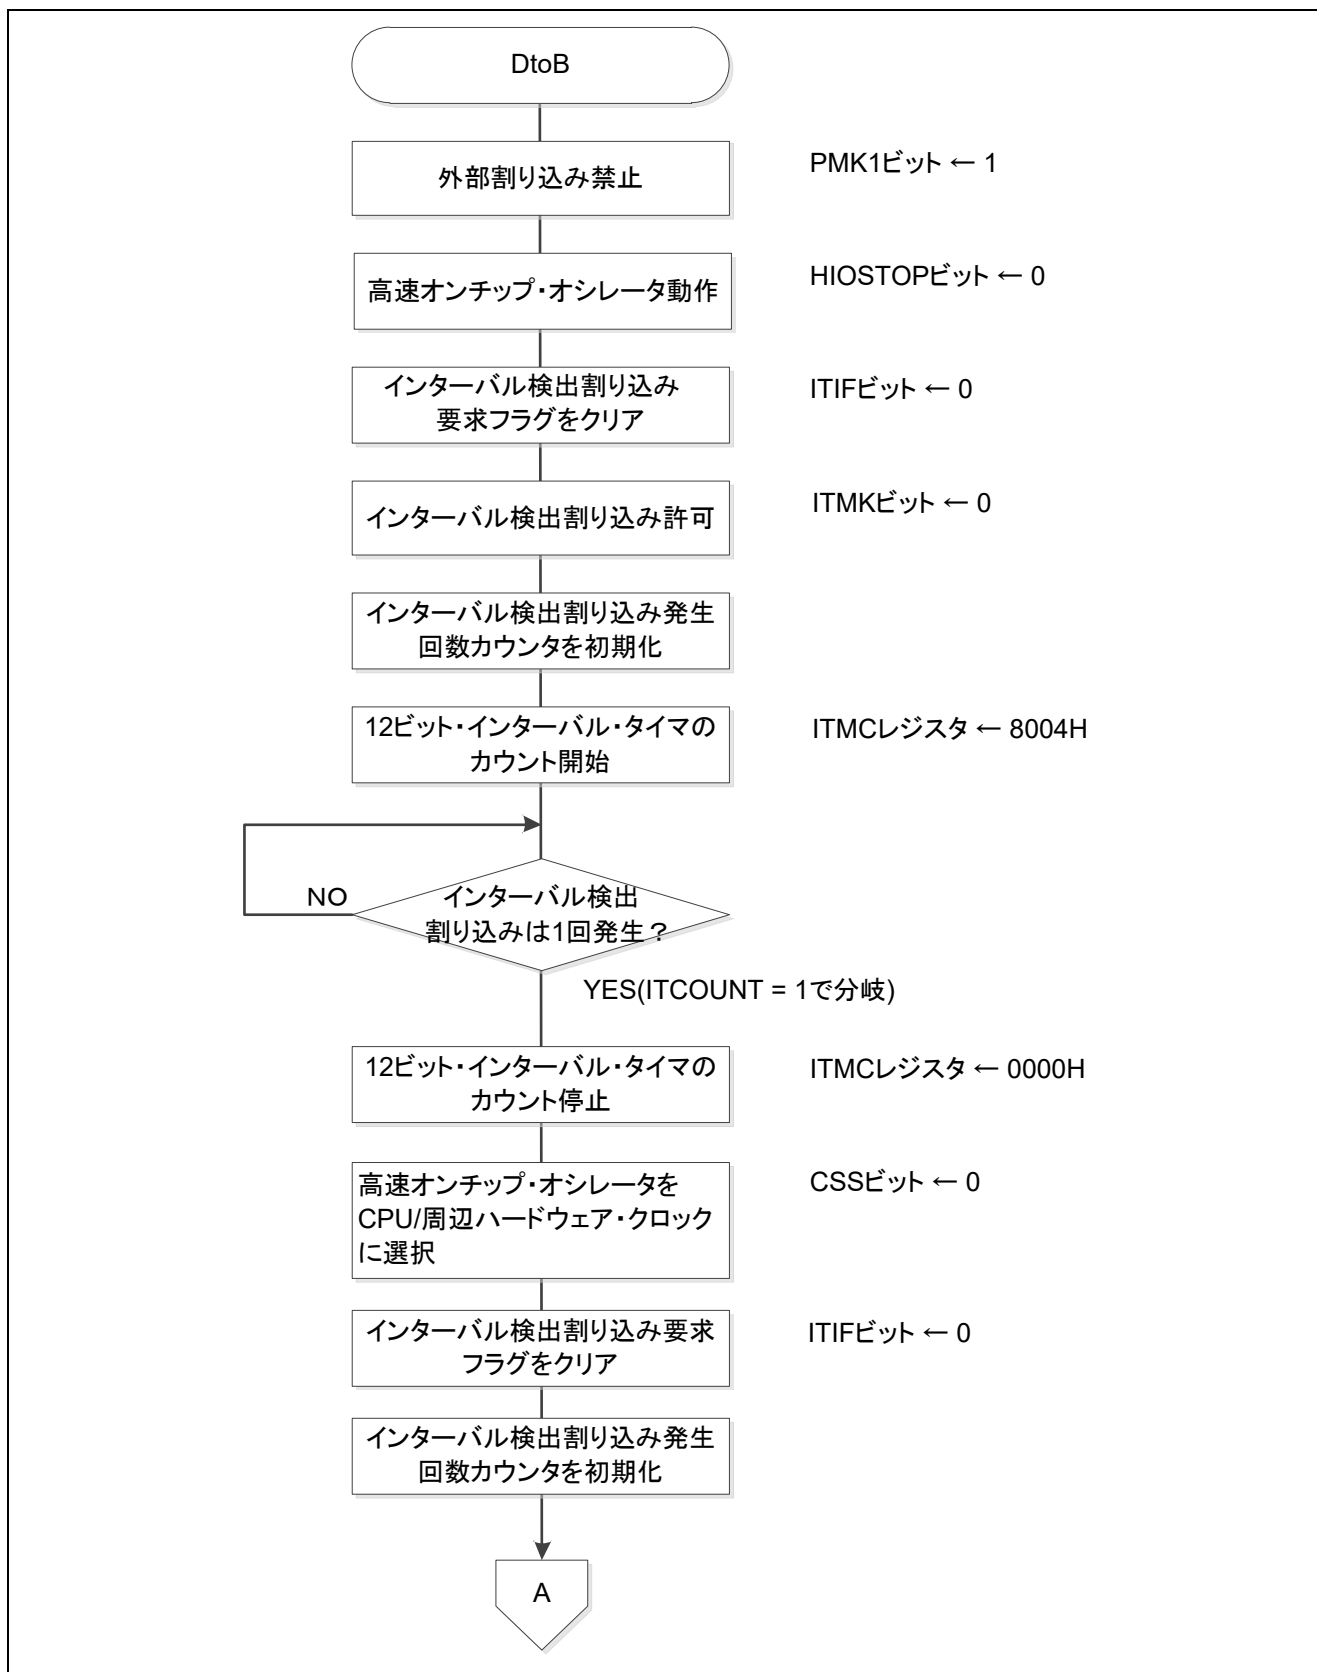 DtoB
外部割り込み禁止
PMK1ビット ← 1
高速オンチップ・オシレータ動作
HIOSTOPビット ← 0
インターバル検出割り込み
要求フラグをクリア
ITIFビット ← 0
インターバル検出割り込み許可
ITMKビット ← 0
インターバル検出割り込み発生
回数カウンタを初期化
12ビット・インターバル・タイマの
カウント開始
ITMCレジスタ ← 8004H
NO
インターバル検出
割り込みは1回発生？
YES(ITCOUNT = 1で分岐)
12ビット・インターバル・タイマの
カウント停止
ITMCレジスタ ← 0000H
高速オンチップ・オシレータを
CPU/周辺ハードウェア・クロック
に選択
CSSビット ← 0
インターバル検出割り込み要求
フラグをクリア
ITIFビット ← 0
インターバル検出割り込み発生
回数カウンタを初期化
A